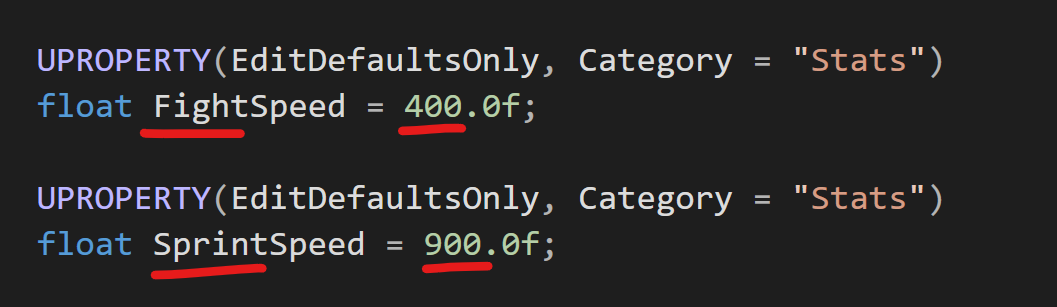 UPROPERTY(EditDefaultsOnly, Category = "Stats")
float FightSpeed = 400.0f;
UPROPERTY(EditDefaultsOnly, Category = "Stats")
float SprintSpeed = 900.0f;